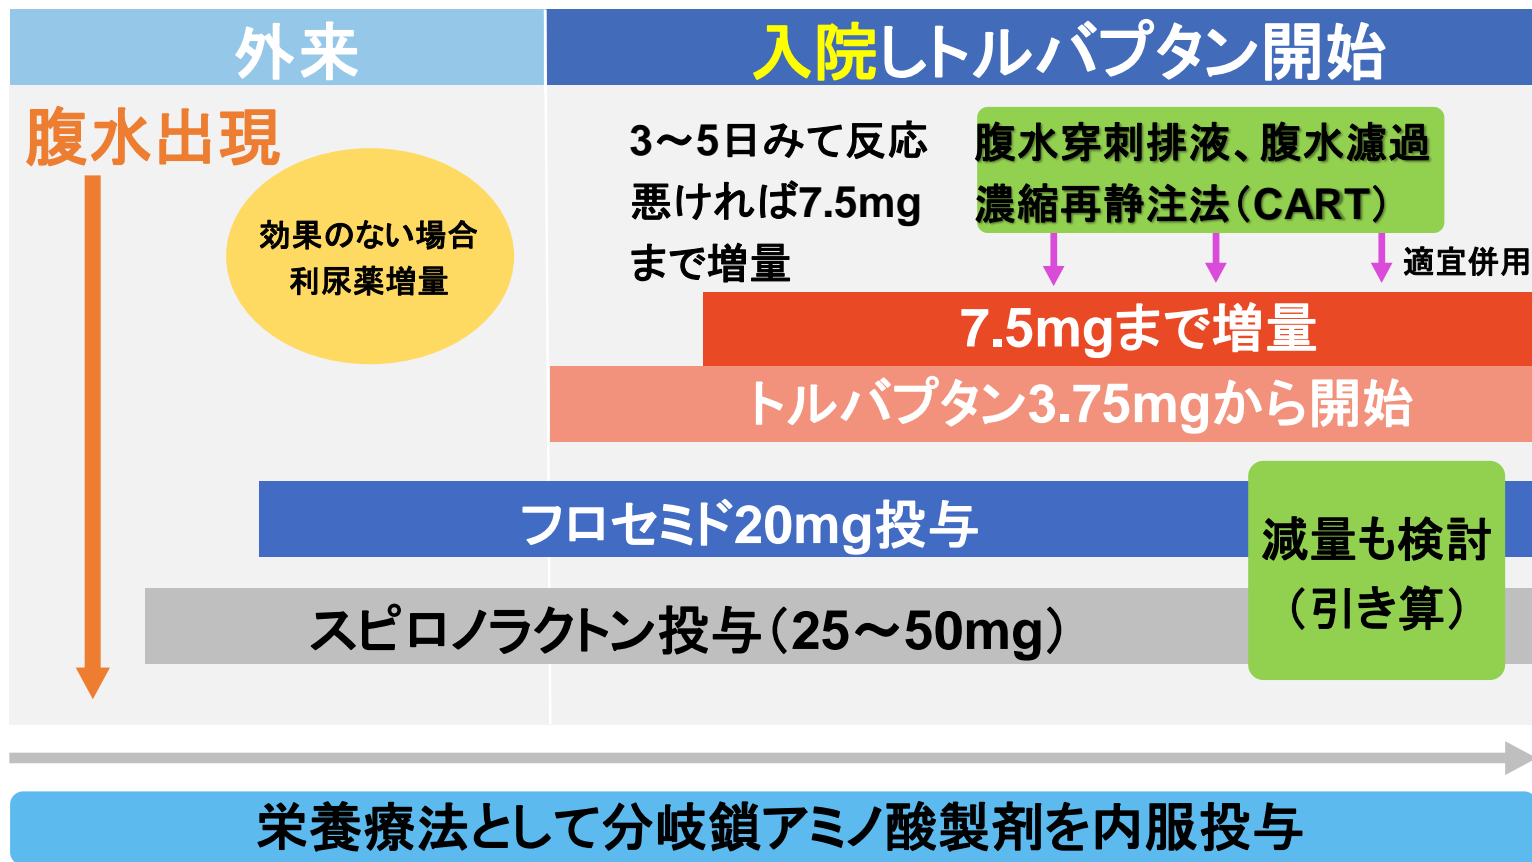 外来
入院しトルバプタン開始
腹水出現
効果のない場合
利尿薬増量
3～5日みて反応
悪ければ7.5mg
まで増量
腹水穿刺排液、腹水濾過
濃縮再静注法（CART）
適宜併用
7.5mgまで増量
トルバプタン3.75mgから開始
フロセミド20mg投与
スピロノラクトン投与（25～50mg）
減量も検討
（引き算）
栄養療法として分岐鎖アミノ酸製剤を内服投与